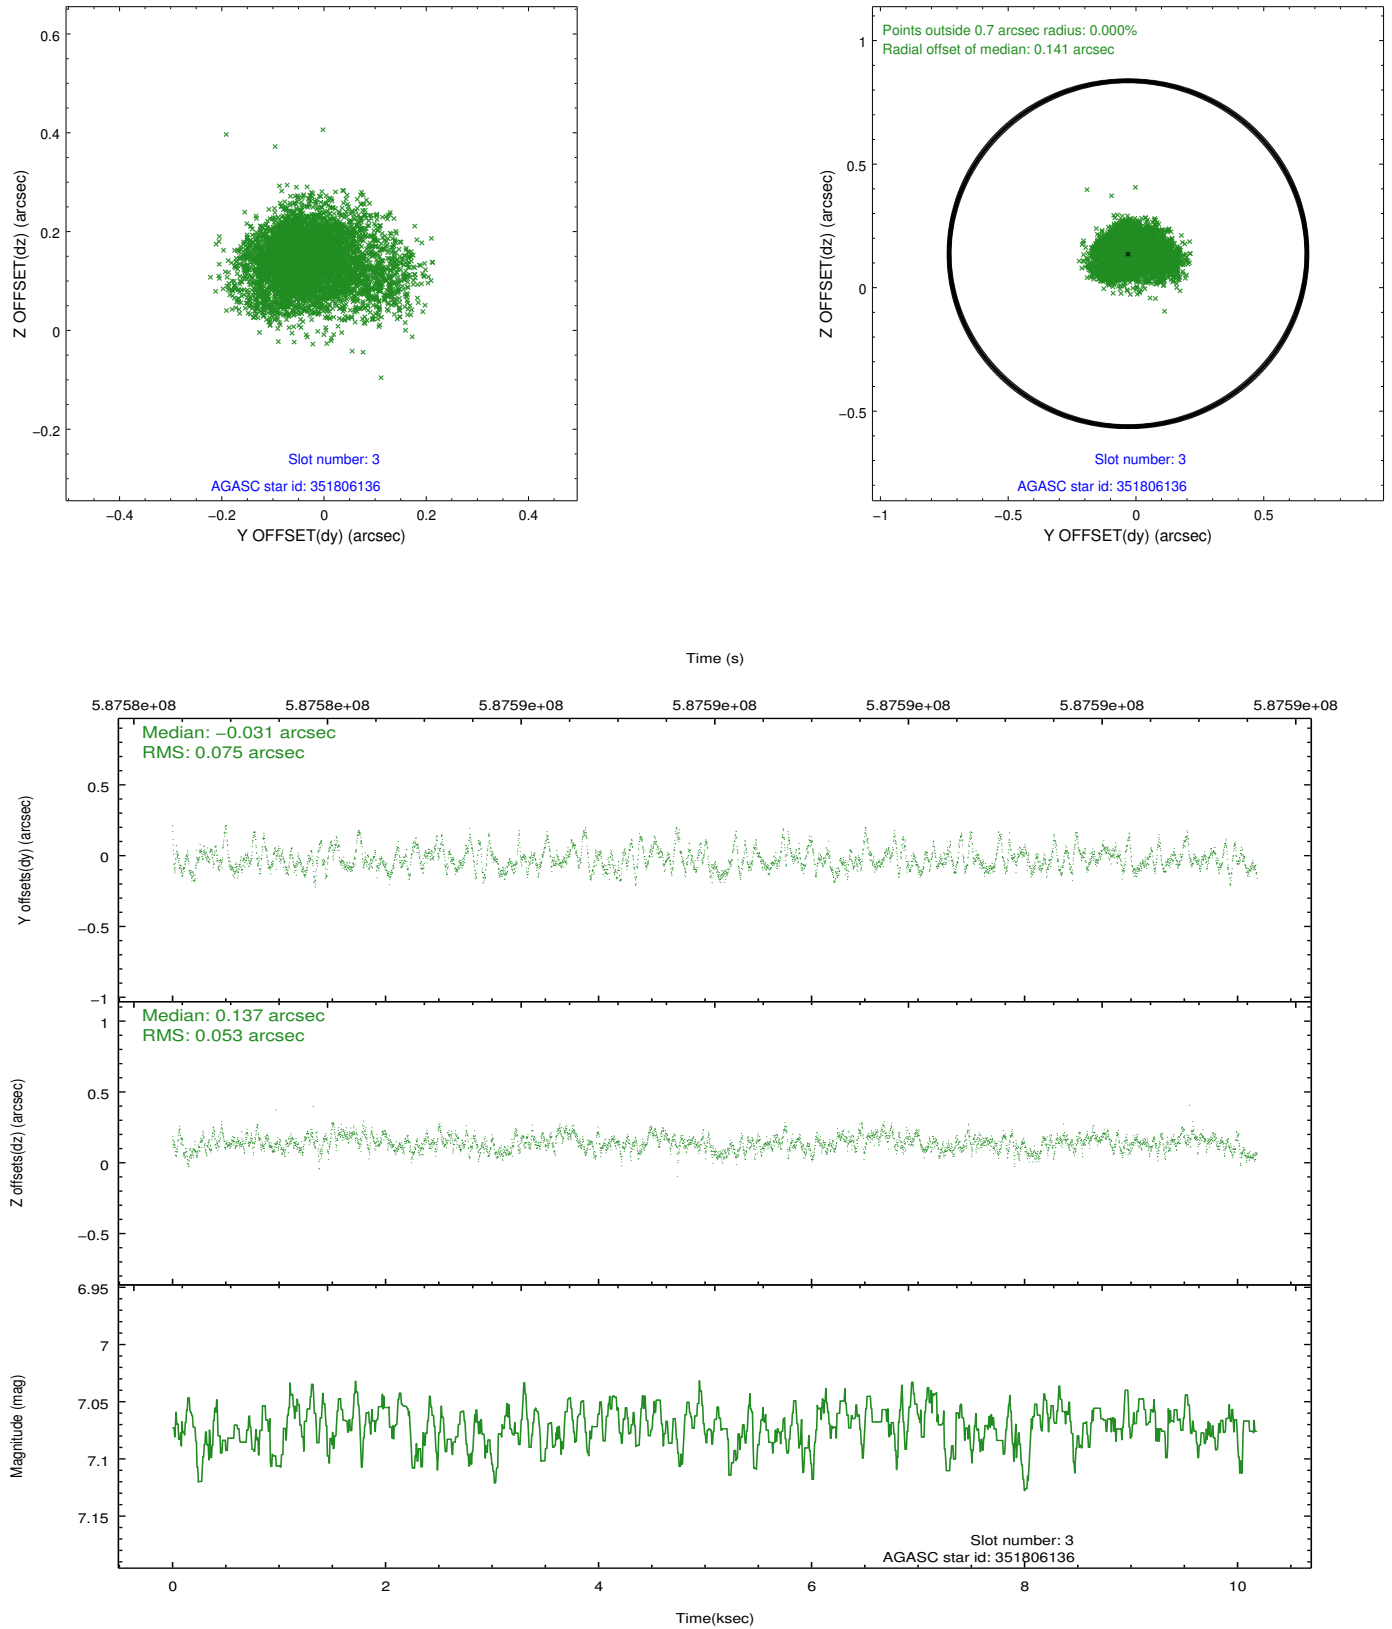 0.6
0.4
0.2
0
−0.2
Z OFFSET(dz) (arcsec)
Slot number: 3
AGASC star id: 351806136
−0.4
−0.2
0
0.2
0.4
Y OFFSET(dy) (arcsec)
Points outside 0.7 arcsec radius: 0.000%
Radial offset of median: 0.141 arcsec
1
0.5
0
−0.5
Z OFFSET(dz) (arcsec)
Slot number: 3
AGASC star id: 351806136
−1
−0.5
0
0.5
Y OFFSET(dy) (arcsec)
Time (s)
5.8758e+08
5.8758e+08
5.8759e+08
5.8759e+08
5.8759e+08
5.8759e+08
5.8759e+08
Median: −0.031 arcsec
RMS: 0.075 arcsec
0.5
0
−0.5
−1
Y offsets(dy) (arcsec)
Median: 0.137 arcsec
RMS: 0.053 arcsec
1
0.5
0
−0.5
Z offsets(dz) (arcsec)
6.95
7
7.05
7.1
7.15
Magnitude (mag)
Slot number: 3
AGASC star id: 351806136
0
2
4
6
8
10
Time(ksec)